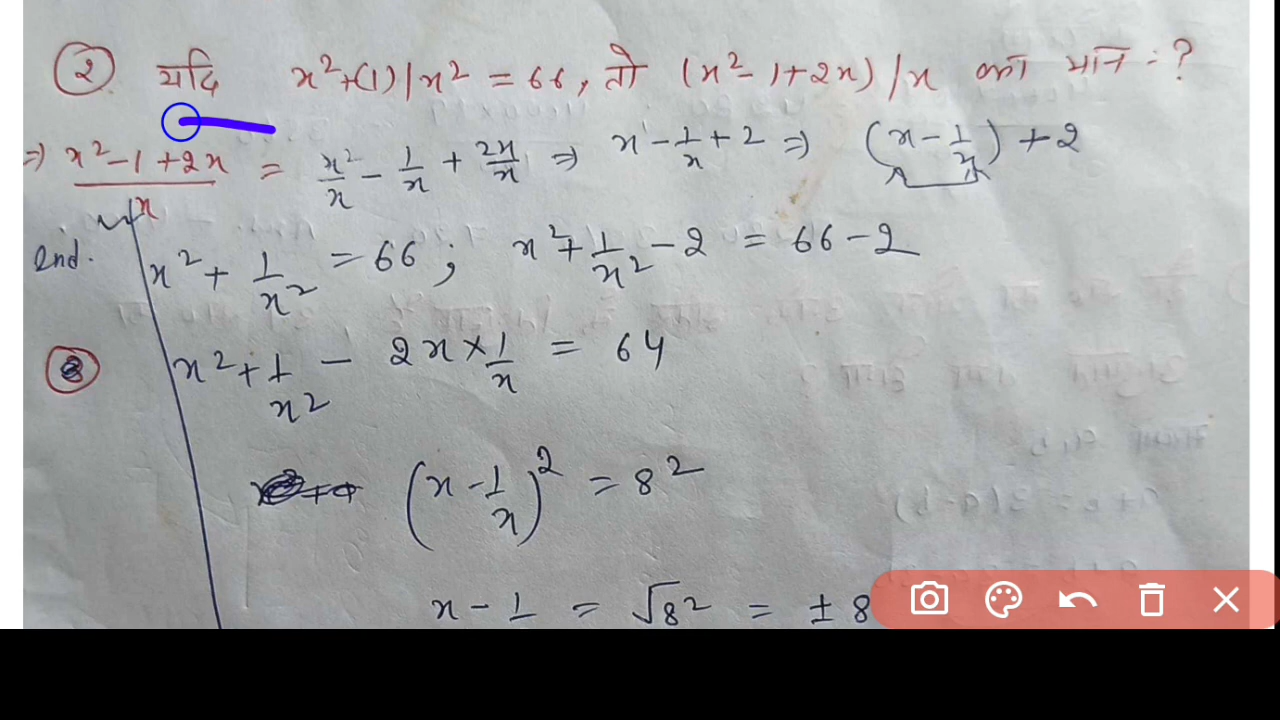 2 यदि x²+(1)/x² = 66, तो (x²-1+2x)/x का मान = ?
⇒ x²-1+2x/x = x²/x - 1/x + 2x/x ⇒ x - 1/x + 2 ⇒ (x - 1/x) + 2
2nd. x² + 1/x² = 66 ; x² + 1/x² - 2 = 66 - 2
8 x² + 1/x² - 2x × 1/x = 64
(x - 1/x)² = 8²
x - 1 = √8² = ± 8